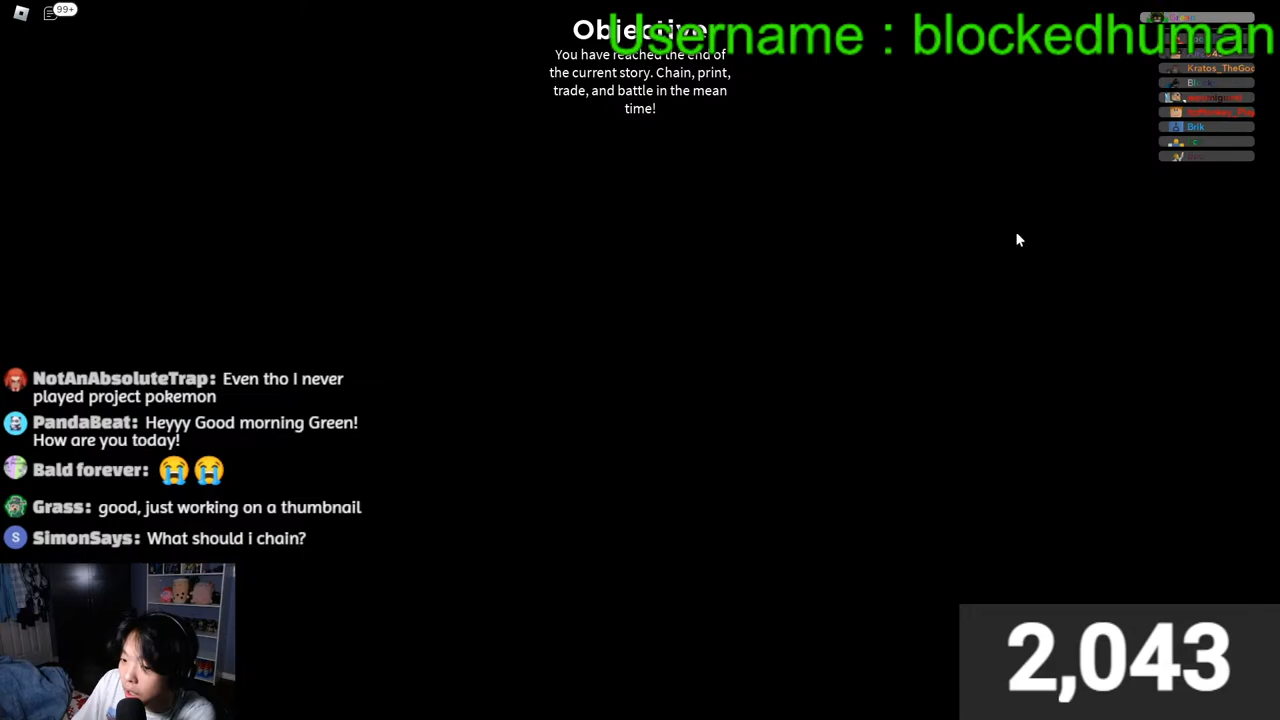 99+
Objective
Username : blockedhuman
You have reached the end of
the current story. Chain, print,
trade, and battle in the mean
time!
Kratos_TheGod
Brik
NotAnAbsoluteTrap: Even tho I never
played project pokemon
PandaBeat: Heyyy Good morning Green!
How are you today!
Bald forever: 😭😭
Grass: good, just working on a thumbnail
S SimonSays: What should i chain?
2,043